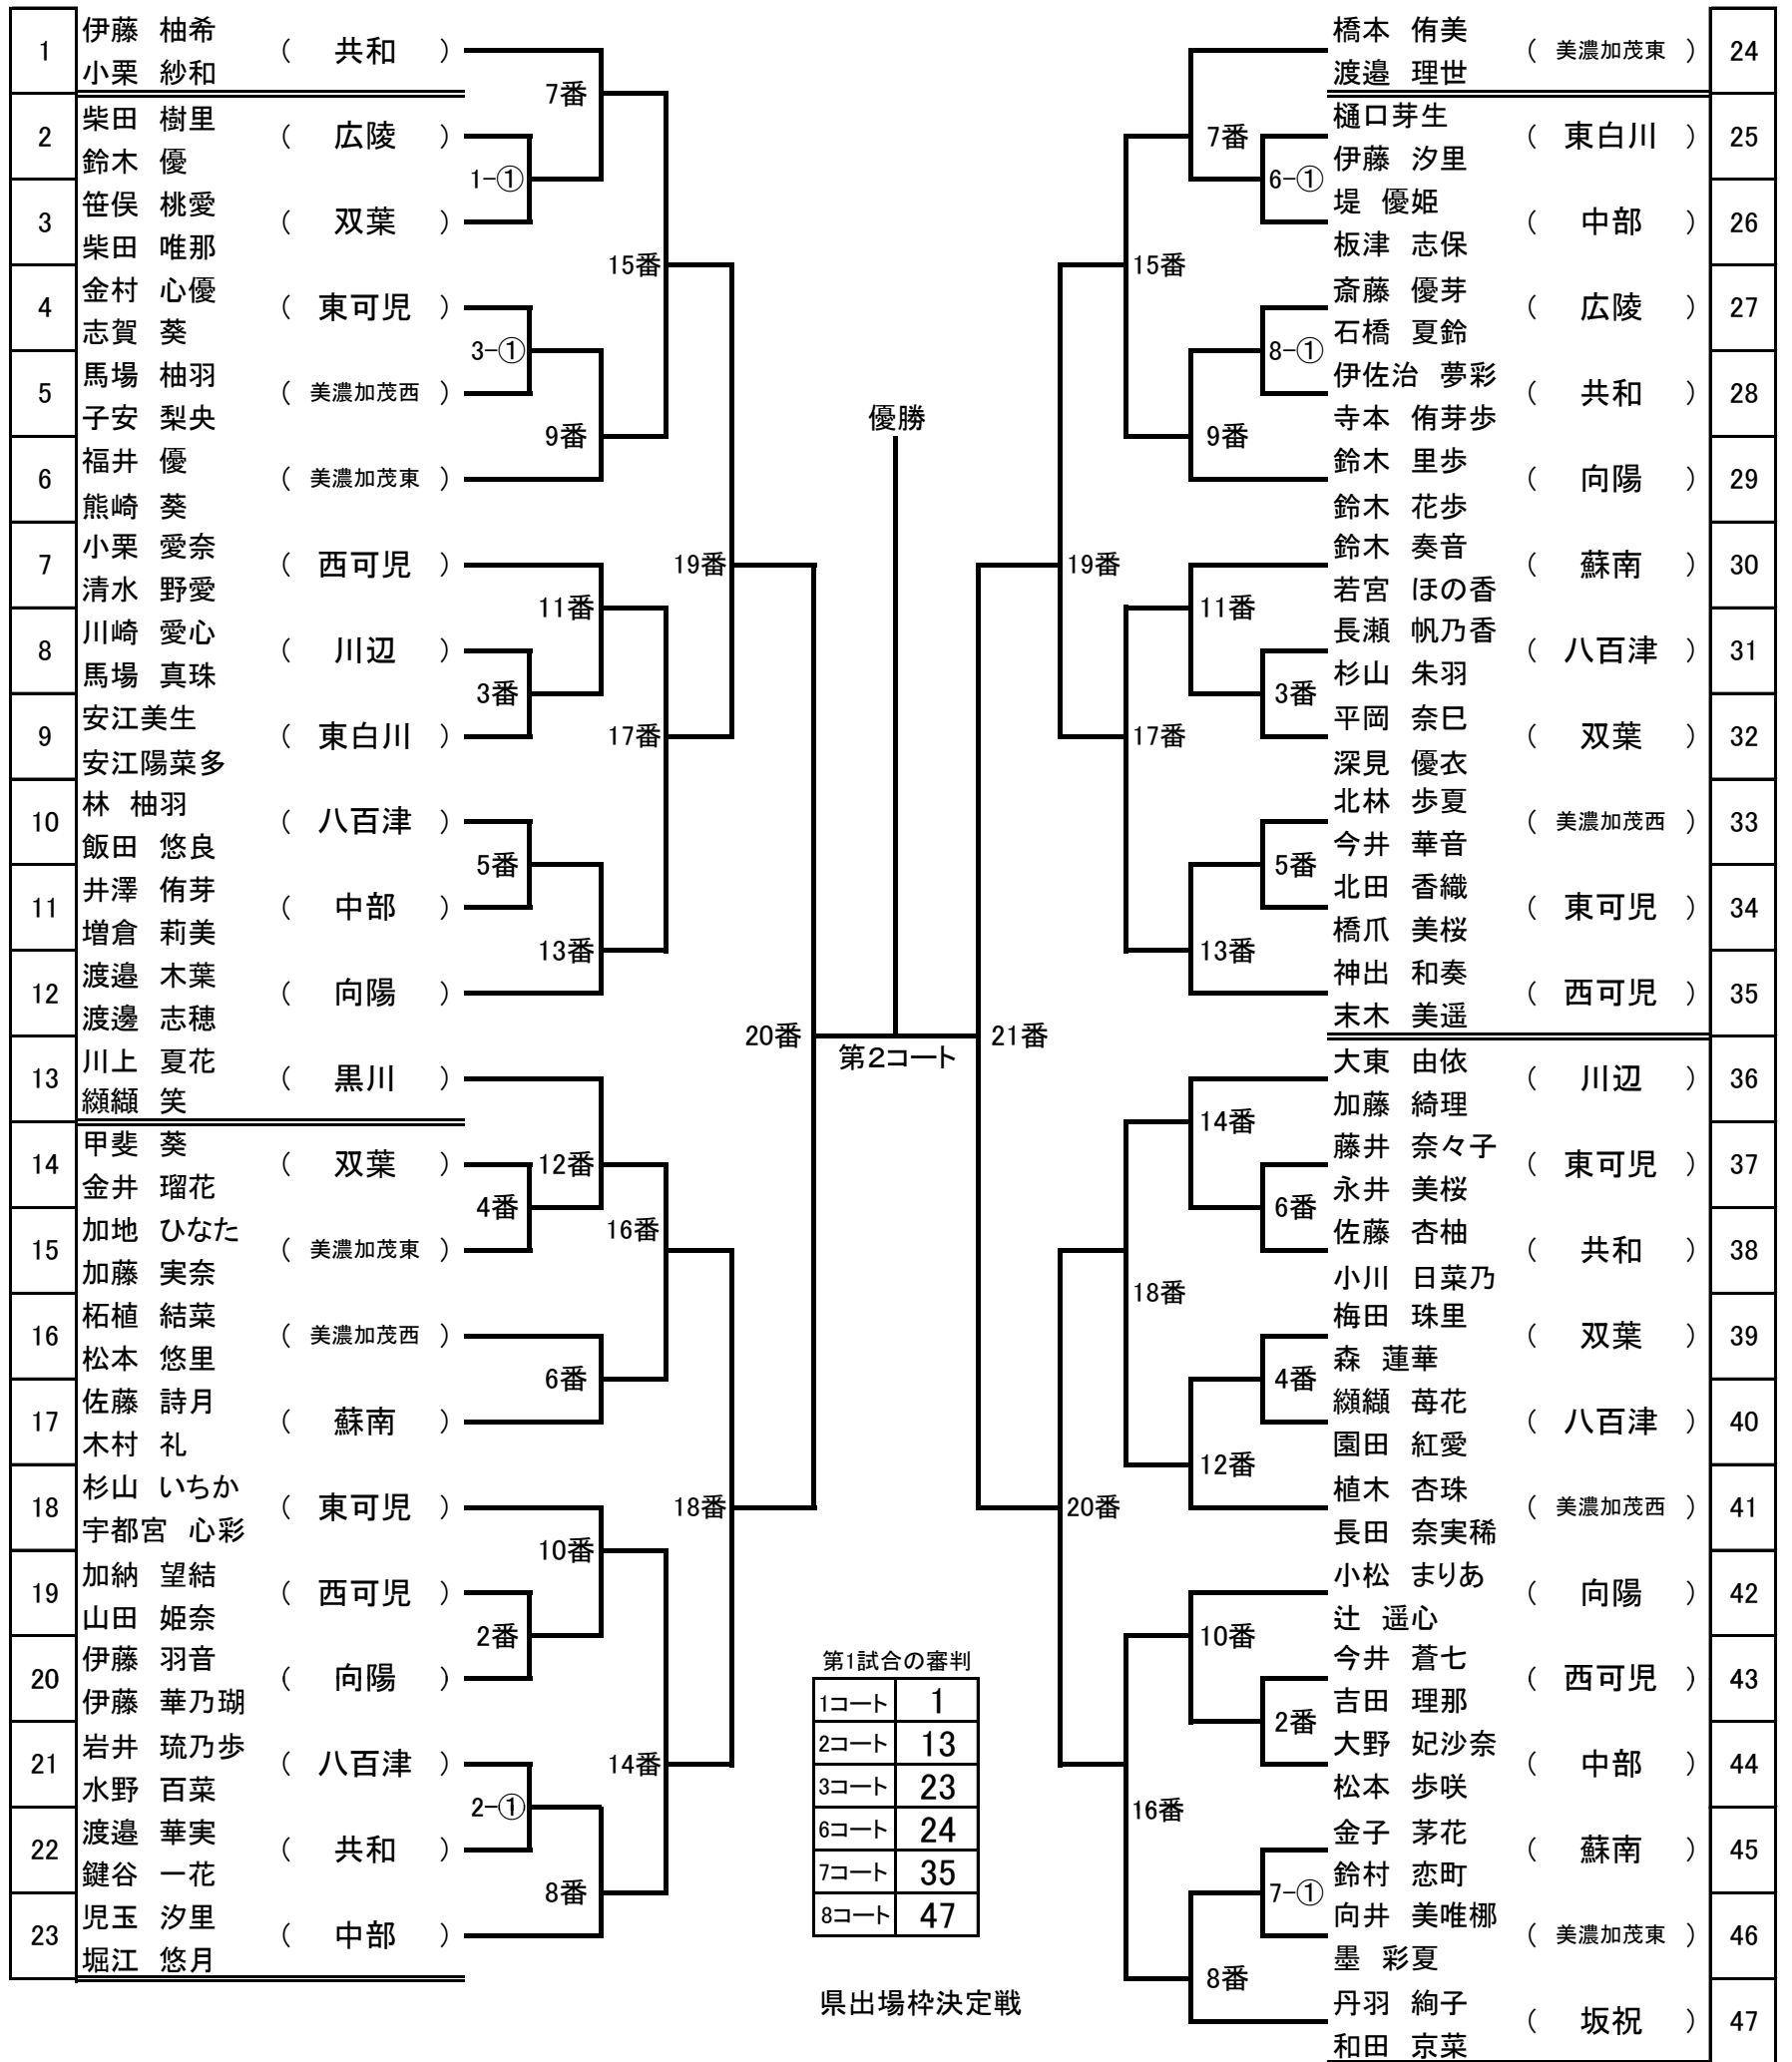 1 伊藤 柚希 ( 共和 )
小栗 紗和
7番
2 柴田 樹里 ( 広陵 )
鈴木 優
1-①
3 笹俣 桃愛 ( 双葉 )
柴田 唯那
15番
4 金村 心優 ( 東可児 )
志賀 葵
3-①
5 馬場 柚羽 ( 美濃加茂西 )
子安 梨央
9番
6 福井 優 ( 美濃加茂東 )
熊崎 葵
7 小栗 愛奈 ( 西可児 )
清水 野愛
19番
11番
8 川崎 愛心 ( 川辺 )
馬場 真珠
3番
9 安江美生 ( 東白川 )
安江陽菜多
17番
10 林 柚羽 ( 八百津 )
飯田 悠良
5番
11 井澤 侑芽 ( 中部 )
増倉 莉美
13番
12 渡邉 木葉 ( 向陽 )
渡邊 志穂
20番
13 川上 夏花 ( 黒川 )
纐纈 笑
14 甲斐 葵 ( 双葉 )
金井 瑠花
12番
4番
15 加地 ひなた ( 美濃加茂東 )
加藤 実奈
16番
16 柘植 結菜 ( 美濃加茂西 )
松本 悠里
6番
17 佐藤 詩月 ( 蘇南 )
木村 礼
18 杉山 いちか ( 東可児 )
宇都宮 心彩
18番
10番
19 加納 望結 ( 西可児 )
山田 姫奈
2番
20 伊藤 羽音 ( 向陽 )
伊藤 華乃瑚
21 岩井 琉乃歩 ( 八百津 )
水野 百菜
14番
2-①
22 渡邉 華実 ( 共和 )
鍵谷 一花
8番
23 児玉 汐里 ( 中部 )
堀江 悠月
優勝
第2コート
第1試合の審判
1コート 1
2コート 13
3コート 23
6コート 24
7コート 35
8コート 47
県出場枠決定戦
橋本 侑美 ( 美濃加茂東 ) 24
渡邉 理世
7番
樋口芽生 ( 東白川 ) 25
伊藤 汐里
6-①
堤 優姫 ( 中部 ) 26
板津 志保
15番
斎藤 優芽 ( 広陵 ) 27
石橋 夏鈴
8-①
伊佐治 夢彩 ( 共和 ) 28
寺本 侑芽歩
9番
鈴木 里歩 ( 向陽 ) 29
鈴木 花歩
19番
鈴木 奏音 ( 蘇南 ) 30
若宮 ほの香
11番
長瀬 帆乃香 ( 八百津 ) 31
杉山 朱羽
3番
平岡 奈巳 ( 双葉 ) 32
深見 優衣
17番
北林 歩夏 ( 美濃加茂西 ) 33
今井 華音
5番
北田 香織 ( 東可児 ) 34
橋爪 美桜
13番
神出 和奏 ( 西可児 ) 35
末木 美遥
21番
大東 由依 ( 川辺 ) 36
加藤 綺理
14番
藤井 奈々子 ( 東可児 ) 37
永井 美桜
6番
佐藤 杏柚 ( 共和 ) 38
小川 日菜乃
18番
梅田 珠里 ( 双葉 ) 39
森 蓮華
4番
纐纈 苺花 ( 八百津 ) 40
園田 紅愛
12番
植木 杏珠 ( 美濃加茂西 ) 41
長田 奈実稀
20番
小松 まりあ ( 向陽 ) 42
辻 遥心
10番
今井 蒼七 ( 西可児 ) 43
吉田 理那
2番
大野 妃沙奈 ( 中部 ) 44
松本 歩咲
16番
金子 茅花 ( 蘇南 ) 45
鈴村 恋町
7-①
向井 美唯梛 ( 美濃加茂東 ) 46
墨 彩夏
8番
丹羽 絢子 ( 坂祝 ) 47
和田 京菜